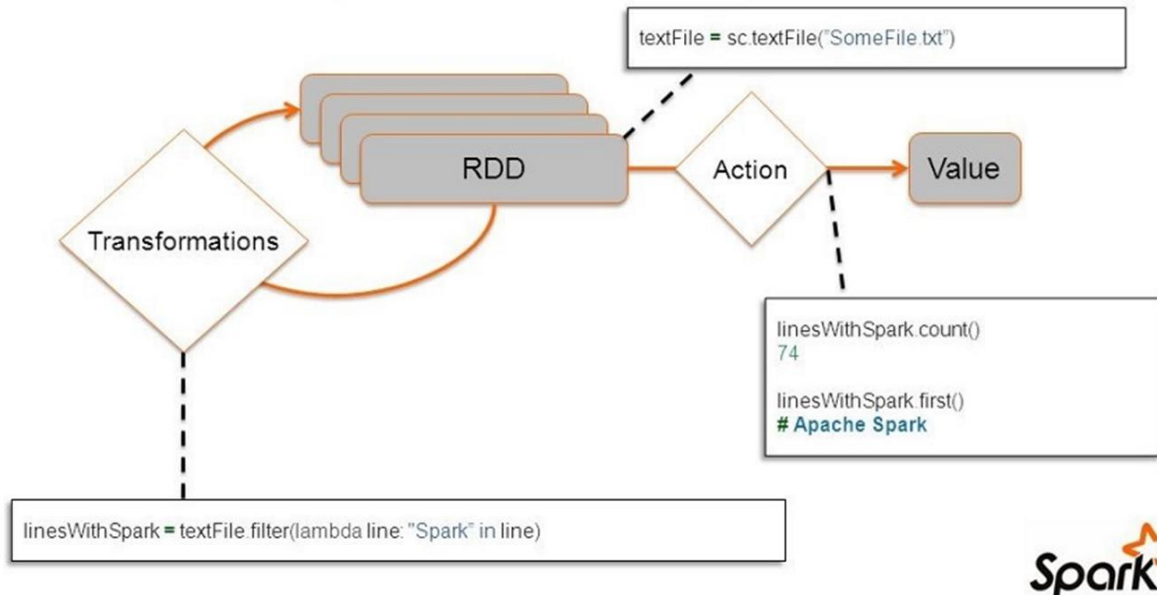 textFile = sc.textFile("SomeFile.txt")
RDD
Action
Value
Transformations
linesWithSpark.count()
74
linesWithSpark.first()
# Apache Spark
linesWithSpark = textFile.filter(lambda line: "Spark" in line)
Spark